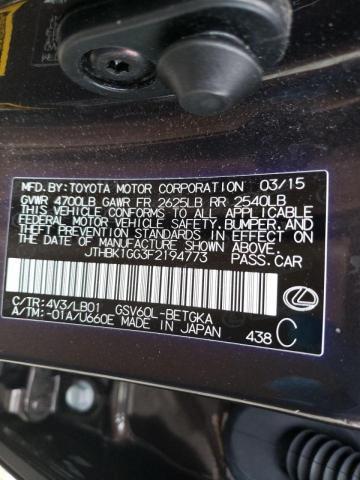 MFD.BY:TOYOTA MOTOR CORPORATION 03/15
GVWR 4700LB GAWR FR 2625LB RR 2540LB
THIS VEHICLE CONFORMS TO ALL APPLICABLE
FEDERAL MOTOR VEHICLE SAFETY, BUMPER, AND
THEFT PREVENTION STANDARDS IN EFFECT ON
THE DATE OF MANUFACTURE SHOWN ABOVE.
JTHBK1GG3F2194773 PASS.CAR
C/TR:4V3/LB01 GSV60L-BETGKA
A/TM:-01A/U660E MADE IN JAPAN 438 C